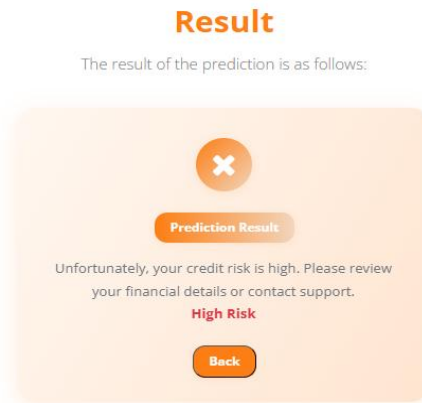 Result
The result of the prediction is as follows:
Prediction Result
Unfortunately, your credit risk is high. Please review
your financial details or contact support.
High Risk
Back